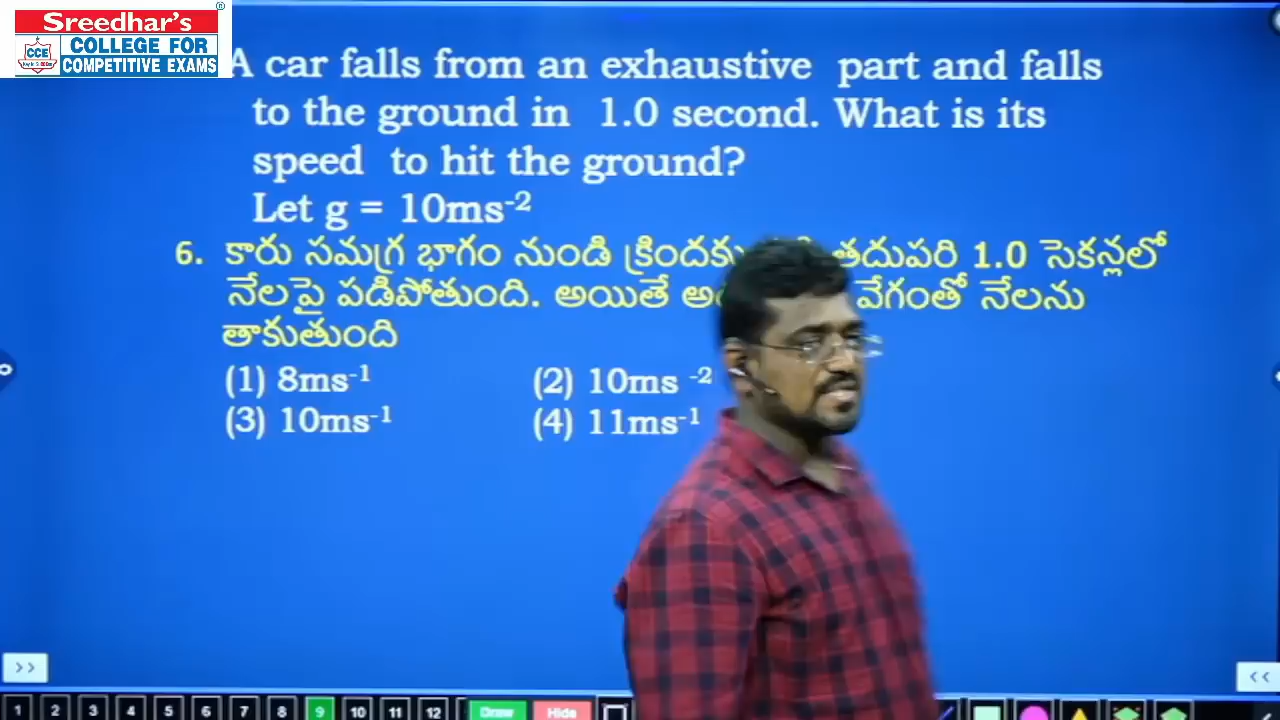 Sreedhar's
CCE
COLLEGE FOR
COMPETITIVE EXAMS
A car falls from an exhaustive part and falls
to the ground in 1.0 second. What is its
speed to hit the ground?
Let g = 10ms-2
6. కారు సమగ్ర భాగం నుండి తదుపరి 1.0 సెకన్లలో
నేలపై పడిపోతుంది. అయితే వేగంతో నేలను
తాకుతుంది
(1) 8ms-1 (2) 10ms -2
(3) 10ms-1 (4) 11ms-1
>> <<
1 2 3 4 5 6 7 8 9 10 11 12 Draw Hide